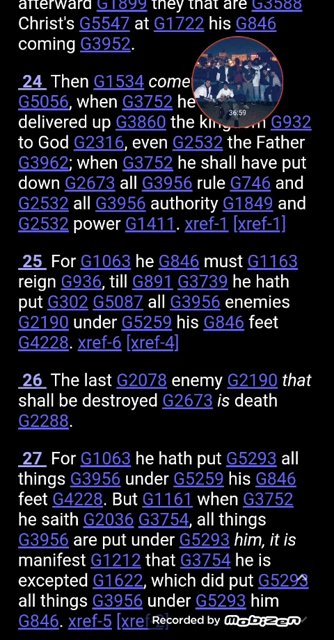 afterward G1899 they that are G3588
Christ's G5547 at G1722 his G846
coming G3952.
24 Then G1534 come
G5056, when G3752 he
delivered up G3860 the kingdom G932
to God G2316, even G2532 the Father
G3962; when G3752 he shall have put
down G2673 all G3956 rule G746 and
G2532 all G3956 authority G1849 and
G2532 power G1411. xref-1 [xref-1]
25 For G1063 he G846 must G1163
reign G936, till G891 G3739 he hath
put G302 G5087 all G3956 enemies
G2190 under G5259 his G846 feet
G4228. xref-6 [xref-4]
26 The last G2078 enemy G2190 that
shall be destroyed G2673 is death
G2288.
27 For G1063 he hath put G5293 all
things G3956 under G5259 his G846
feet G4228. But G1161 when G3752
he saith G2036 G3754, all things
G3956 are put under G5293 him, it is
manifest G1212 that G3754 he is
excepted G1622, which did put G5293
all things G3956 under G5293 him
G846. xref-5
36:59
Recorded by Mobizen